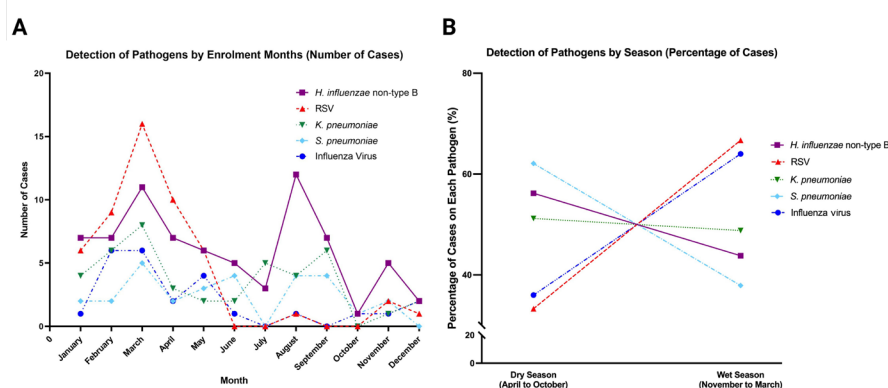 A
Detection of Pathogens by Enrolment Months (Number of Cases)
20
15
10
5
0
0
Number of Cases
H. influenzae non-type B
RSV
K. pneumoniae
S. pneumoniae
Influenza Virus
January
February
March
April
May
June
July
August
September
October
November
December
Month
B
Detection of Pathogens by Season (Percentage of Cases)
80
60
40
20
0
Percentage of Cases on Each Pathogen (%)
H. influenzae non-type B
RSV
K. pneumoniae
S. pneumoniae
Influenza virus
Dry Season
(April to October)
Wet Season
(November to March)